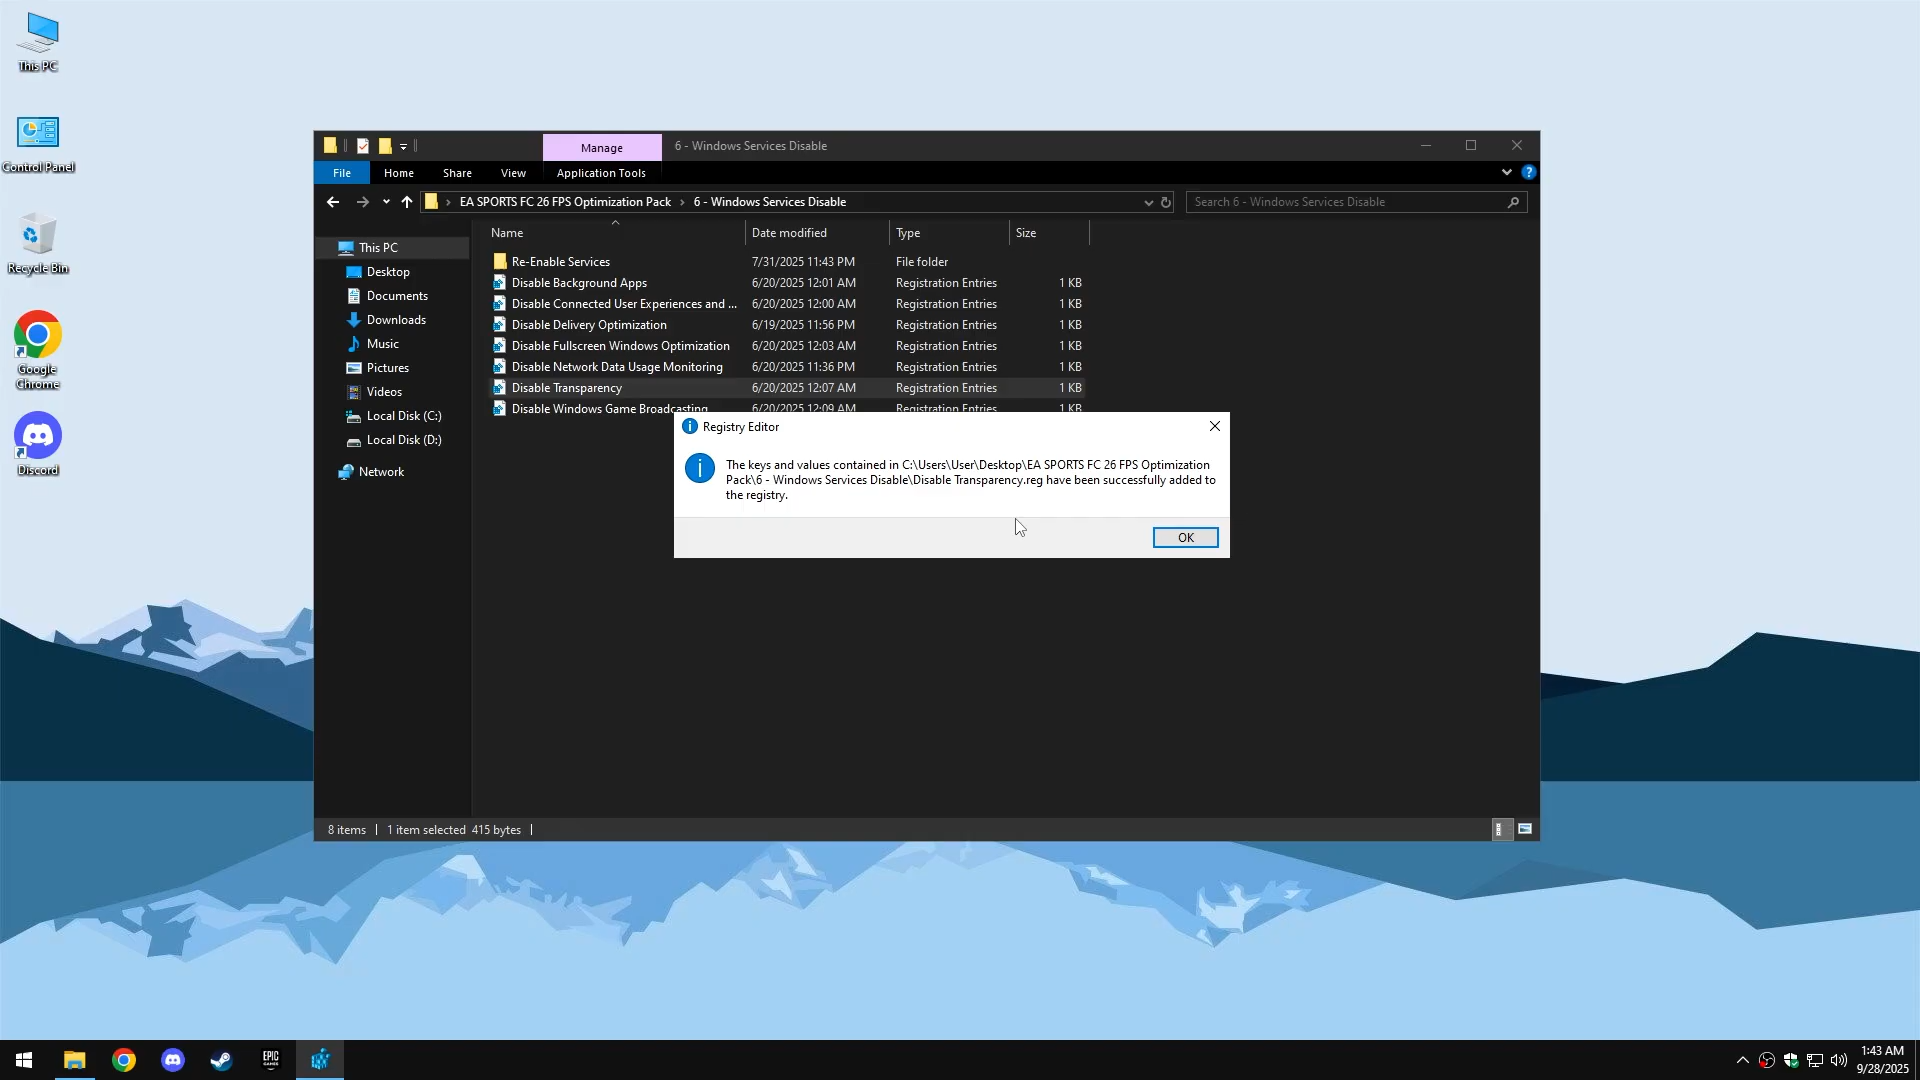 This PC
Control Panel
Recycle Bin
Google
Chrome
Discord
Manage
6 - Windows Services Disable
File
Home
Share
View
Application Tools
EA SPORTS FC 26 FPS Optimization Pack
6 - Windows Services Disable
Search 6 - Windows Services Disable
Name
Date modified
Type
Size
This PC
Desktop
Documents
Downloads
Music
Pictures
Videos
Local Disk (C:)
Local Disk (D:)
Network
Re-Enable Services 7/31/2025 11:43 PM File folder
Disable Background Apps 6/20/2025 12:01 AM Registration Entries 1 KB
Disable Connected User Experiences and ... 6/20/2025 12:00 AM Registration Entries 1 KB
Disable Delivery Optimization 6/19/2025 11:56 PM Registration Entries 1 KB
Disable Fullscreen Windows Optimization 6/20/2025 12:03 AM Registration Entries 1 KB
Disable Network Data Usage Monitoring 6/20/2025 11:36 PM Registration Entries 1 KB
Disable Transparency 6/20/2025 12:07 AM Registration Entries 1 KB
Disable Windows Game Broadcasting 6/20/2025 12:09 AM Registration Entries 1 KB
Registry Editor
The keys and values contained in C:\Users\User\Desktop\EA SPORTS FC 26 FPS Optimization
Pack\6 - Windows Services Disable\Disable Transparency.reg have been successfully added to
the registry.
OK
8 items
1 item selected 415 bytes
EPIC
GAMES
1:43 AM
9/28/2025